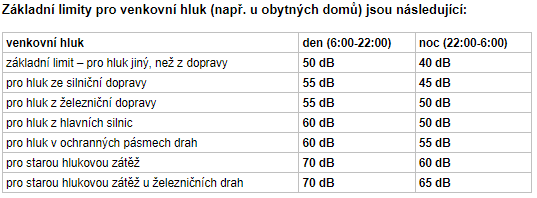 Základní limity pro venkovní hluk (např. u obytných domů) jsou následující:
venkovní hluk den (6:00-22:00) noc (22:00-6:00)
základní limit – pro hluk jiný, než z dopravy 50 dB 40 dB
pro hluk ze silniční dopravy 55 dB 45 dB
pro hluk z železniční dopravy 55 dB 50 dB
pro hluk z hlavních silnic 60 dB 50 dB
pro hluk v ochranných pásmech drah 60 dB 55 dB
pro starou hlukovou zátěž 70 dB 60 dB
pro starou hlukovou zátěž u železničních drah 70 dB 65 dB